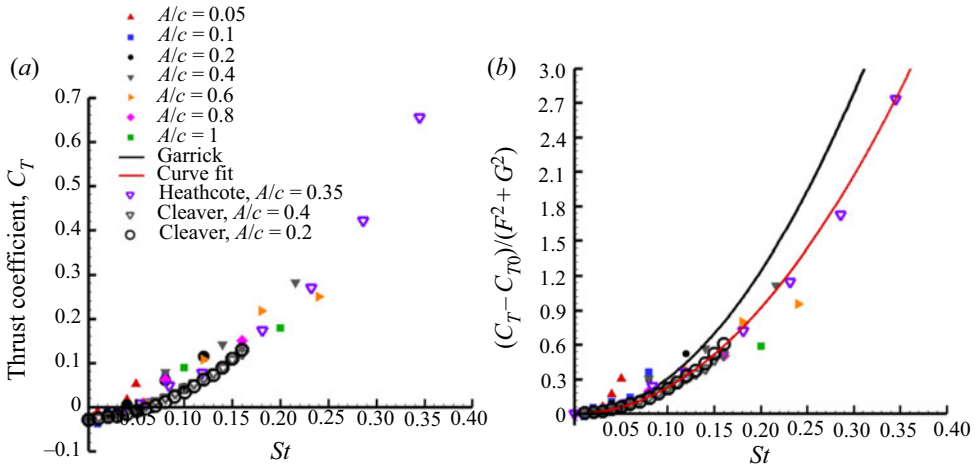 (a)
A/c = 0.05
A/c = 0.1
A/c = 0.2
A/c = 0.4
A/c = 0.6
A/c = 0.8
A/c = 1
Garrick
Curve fit
Heathcote, A/c = 0.35
Cleaver, A/c = 0.4
Cleaver, A/c = 0.2
Thrust coefficient, C_T
0.7
0.6
0.5
0.4
0.3
0.2
0.1
0
–0.1
0.05
0.10
0.15
0.20
0.25
0.30
0.35
0.40
St
(b)
(C_T – C_T0)/(F² + G²)
3.0
2.7
2.4
2.1
1.8
1.5
1.2
0.9
0.6
0.3
0
0.05
0.10
0.15
0.20
0.25
0.30
0.35
0.40
St